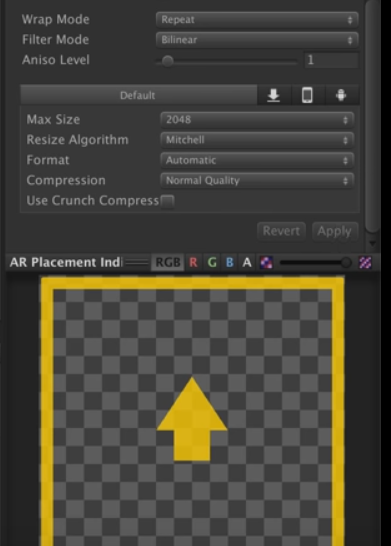 Wrap Mode Repeat
Filter Mode Bilinear
Aniso Level 1
Default
Max Size 2048
Resize Algorithm Mitchell
Format Automatic
Compression Normal Quality
Use Crunch Compress
Revert Apply
AR Placement Indi RGB R G B A